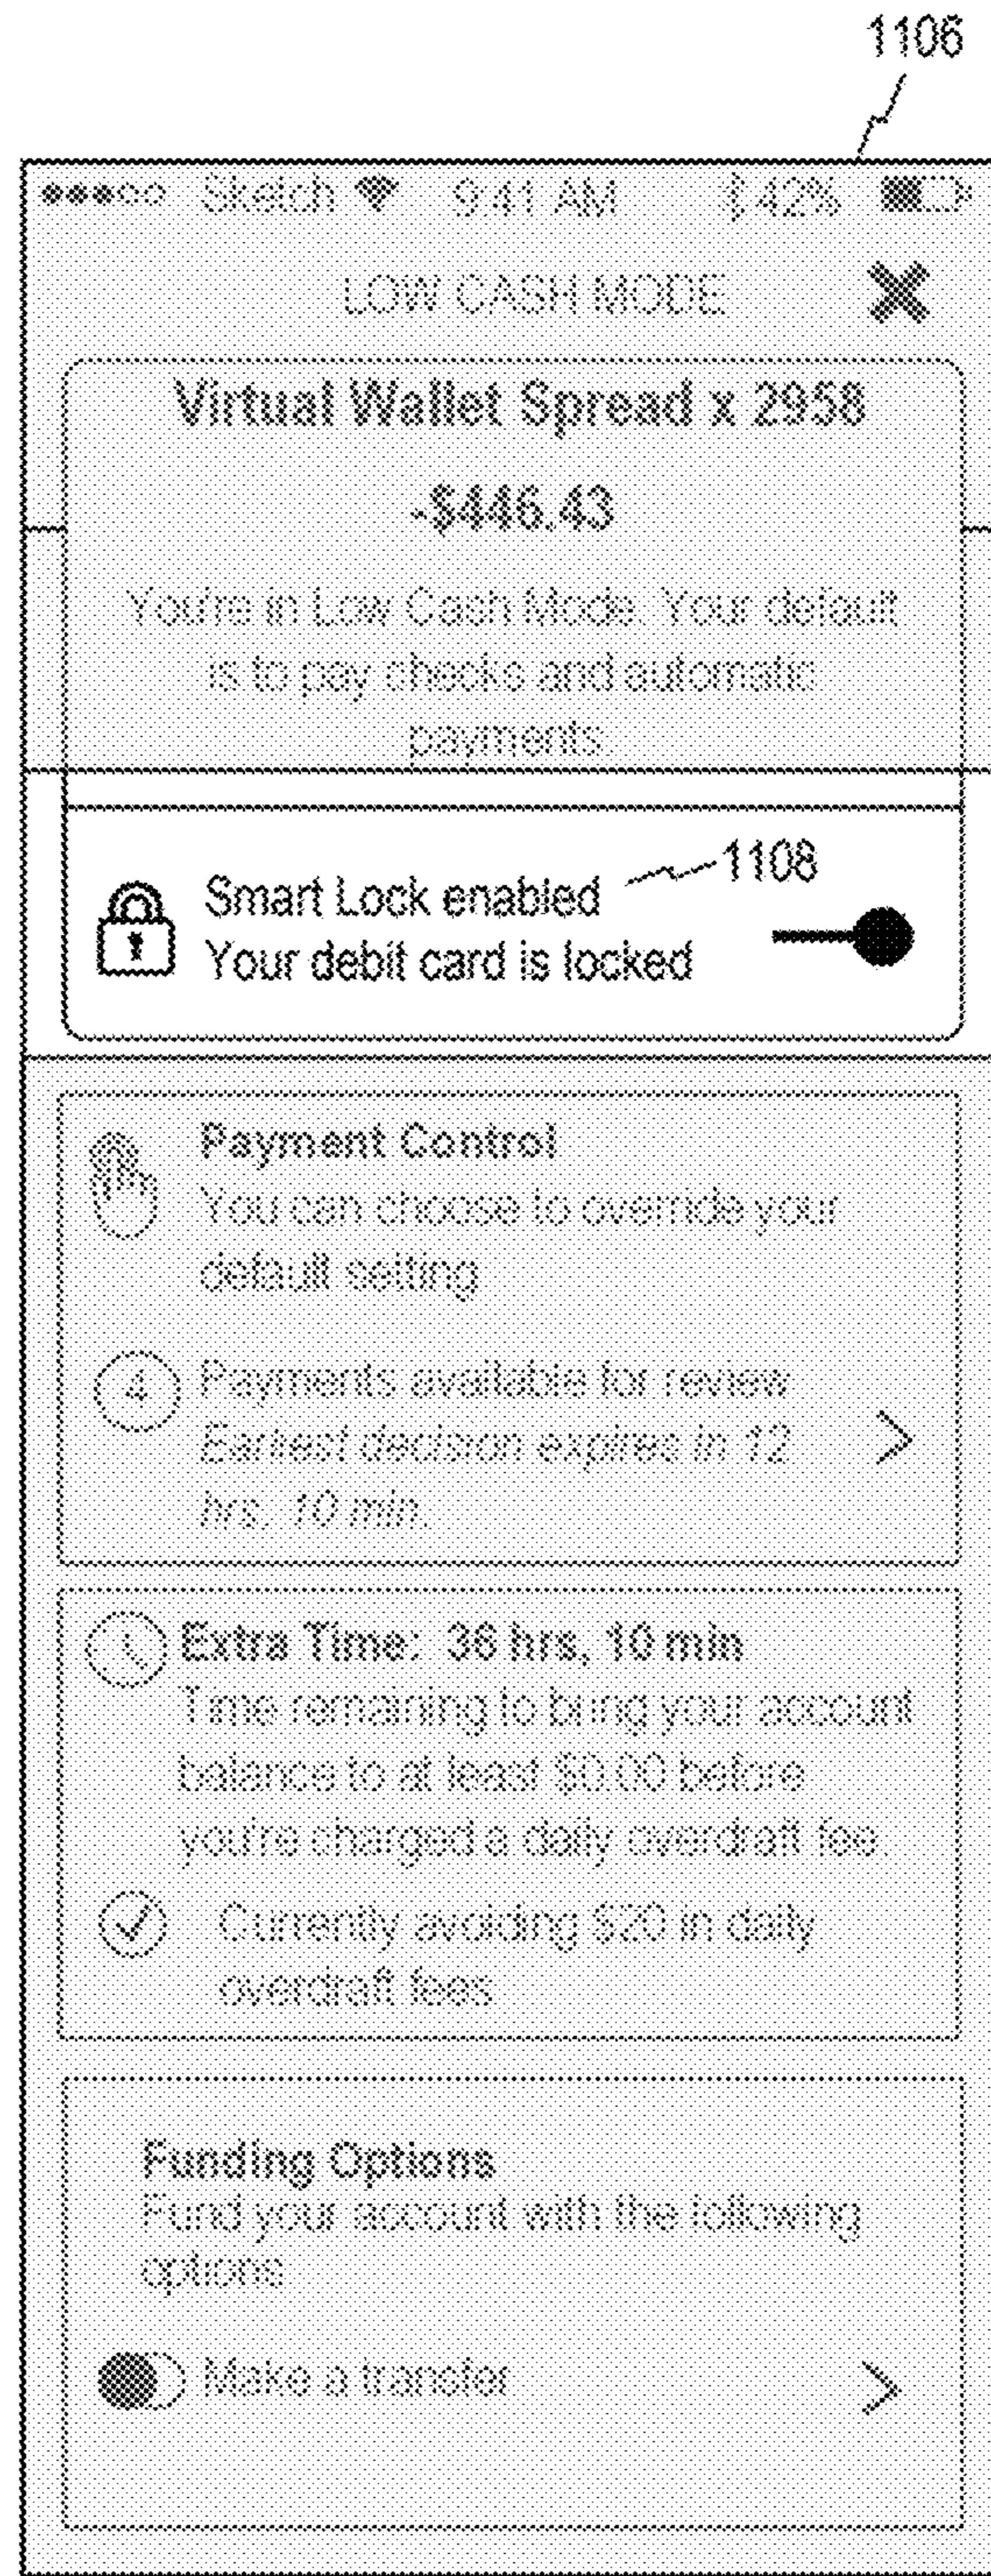 1106
Sketch 9:41 AM 42%
LOW CASH MODE
Virtual Wallet Spread x 2958
-$446.43
You're in Low Cash Mode. Your default
is to pay checks and automatic
payments.
Smart Lock enabled 1108
Your debit card is locked
Payment Control
You can choose to override your
default setting
4 Payments available for review
Earliest decision expires in 12
hrs, 10 min.
Extra Time: 36 hrs, 10 min
Time remaining to bring your account
balance to at least $0.00 before
you're charged a daily overdraft fee.
Currently avoiding $20 in daily
overdraft fees
Funding Options
Fund your account with the following
options
Make a transfer